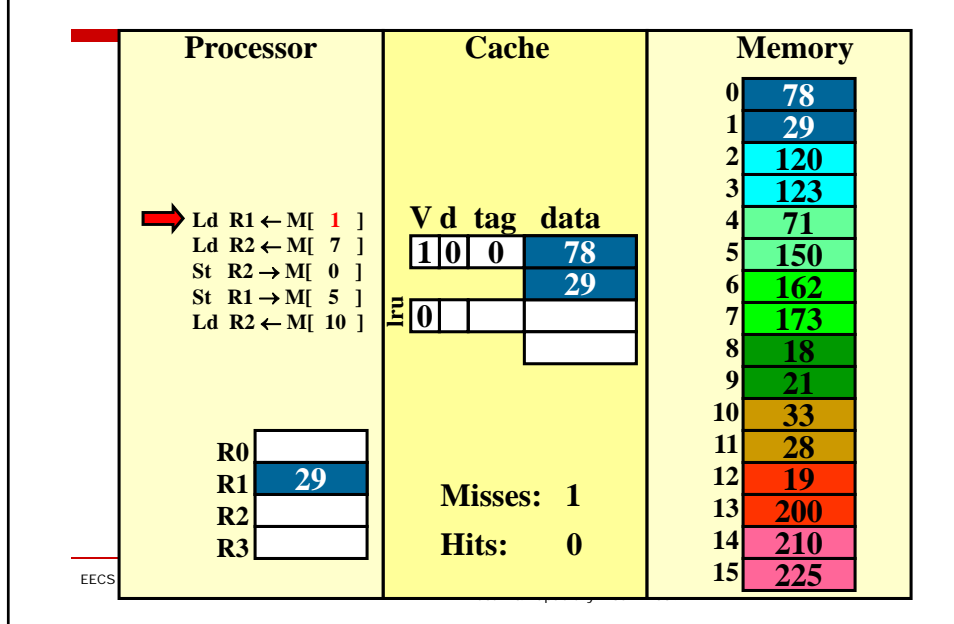 Processor
Cache
Memory
Ld R1 ← M[ 1 ]
Ld R2 ← M[ 7 ]
St R2 → M[ 0 ]
St R1 → M[ 5 ]
Ld R2 ← M[ 10 ]
R0
R1 29
R2
R3
V d tag data
1 0 0 78
29
lru
0
Misses: 1
Hits: 0
0 78
1 29
2 120
3 123
4 71
5 150
6 162
7 173
8 18
9 21
10 33
11 28
12 19
13 200
14 210
15 225
EECS